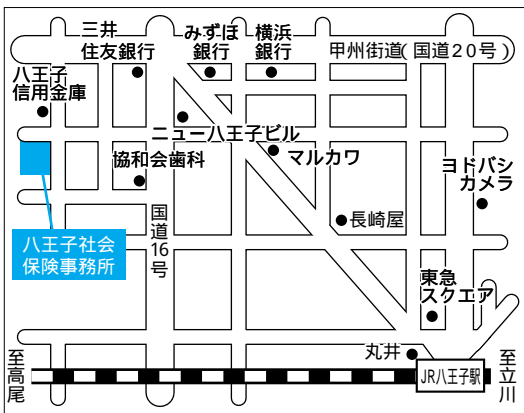 三井
住友銀行
みずほ
銀行
横浜
銀行
甲州街道(国道20号)
八王子
信用金庫
ニュー八王子ビル
協和会歯科
マルカワ
ヨドバシ
カメラ
八王子社会
保険事務所
国道16号
長崎屋
東急
スクエア
丸井
至高尾
JR八王子駅
至立川